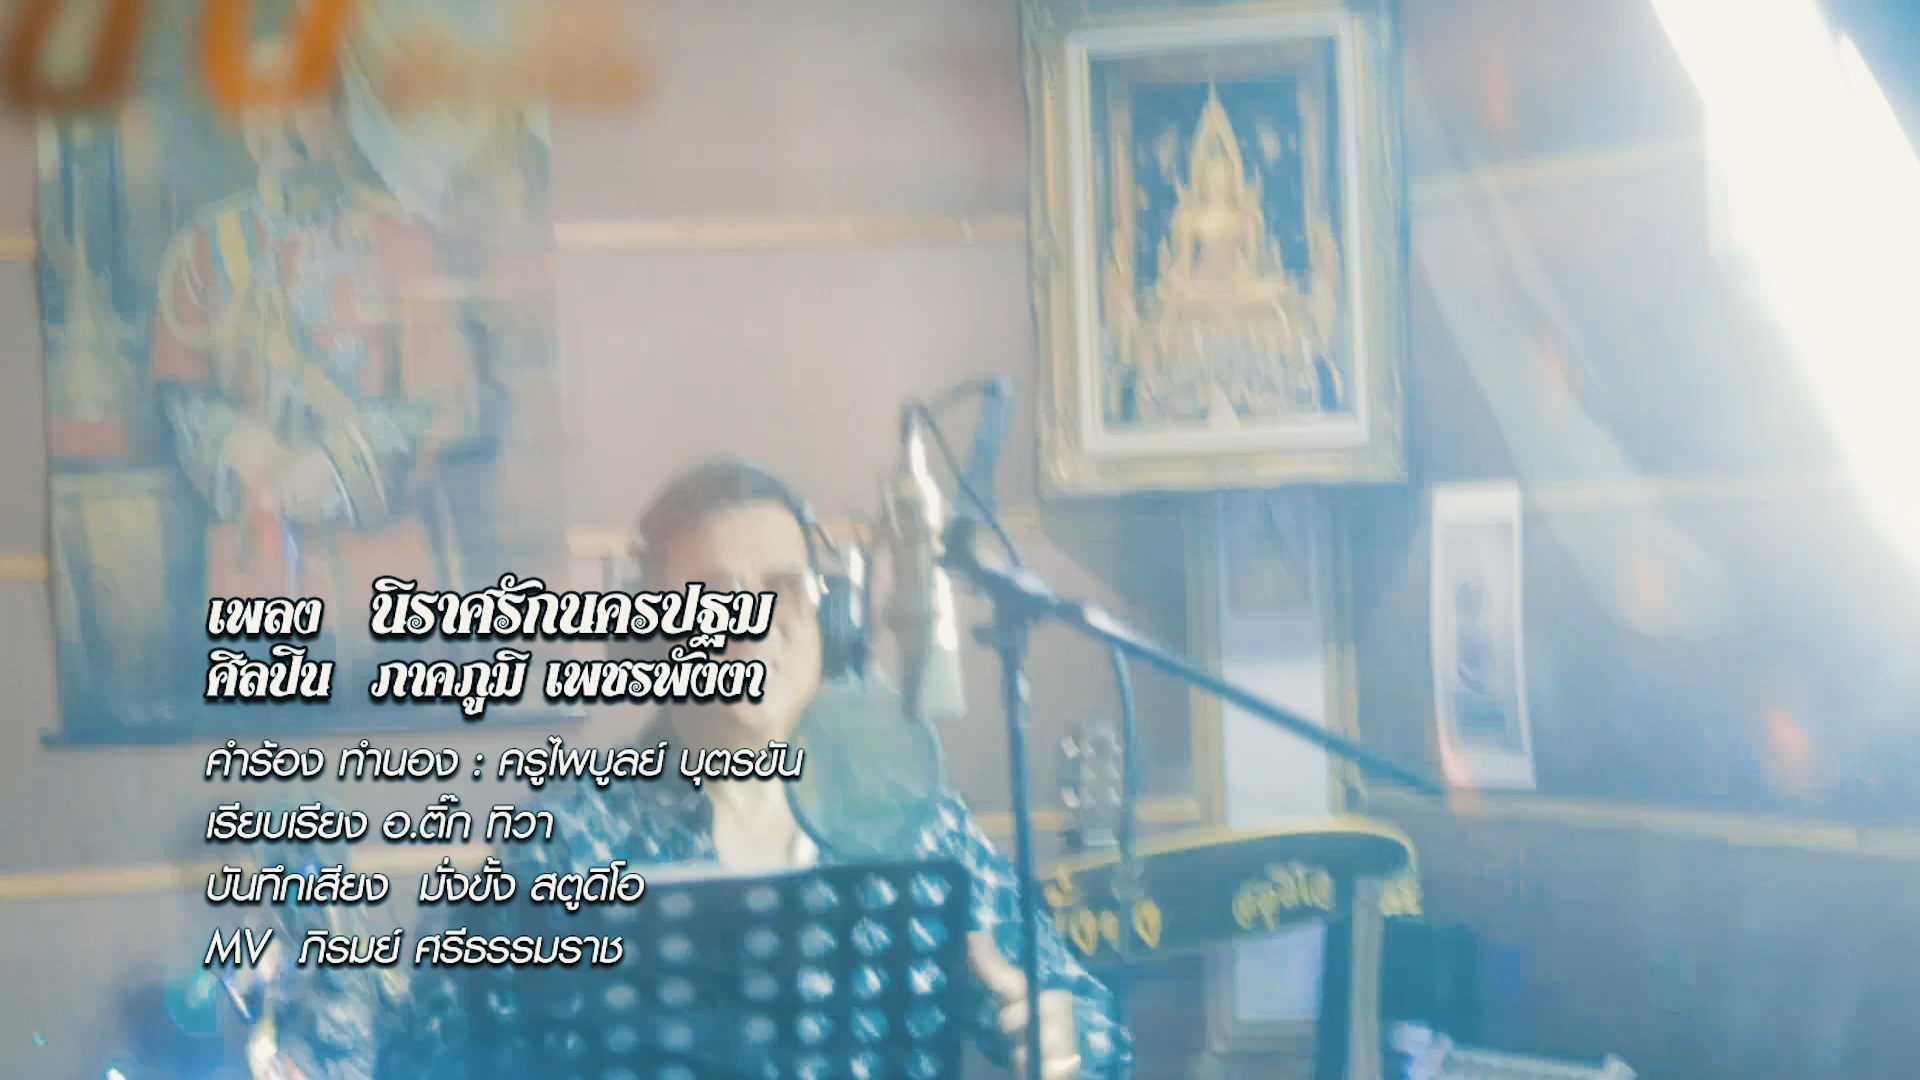 เพลง นิราศรักนครปฐม
ศิลปิน ภาคภูมิ เพชรพังงา
คำร้อง ทำนอง : ครูไพบูลย์ บุตรขัน
เรียบเรียง อ.ติ๊ก ทิวา
บันทึกเสียง มั่งขั้ง สตูดิโอ
MV ภิรมย์ ศรีธรรมราช